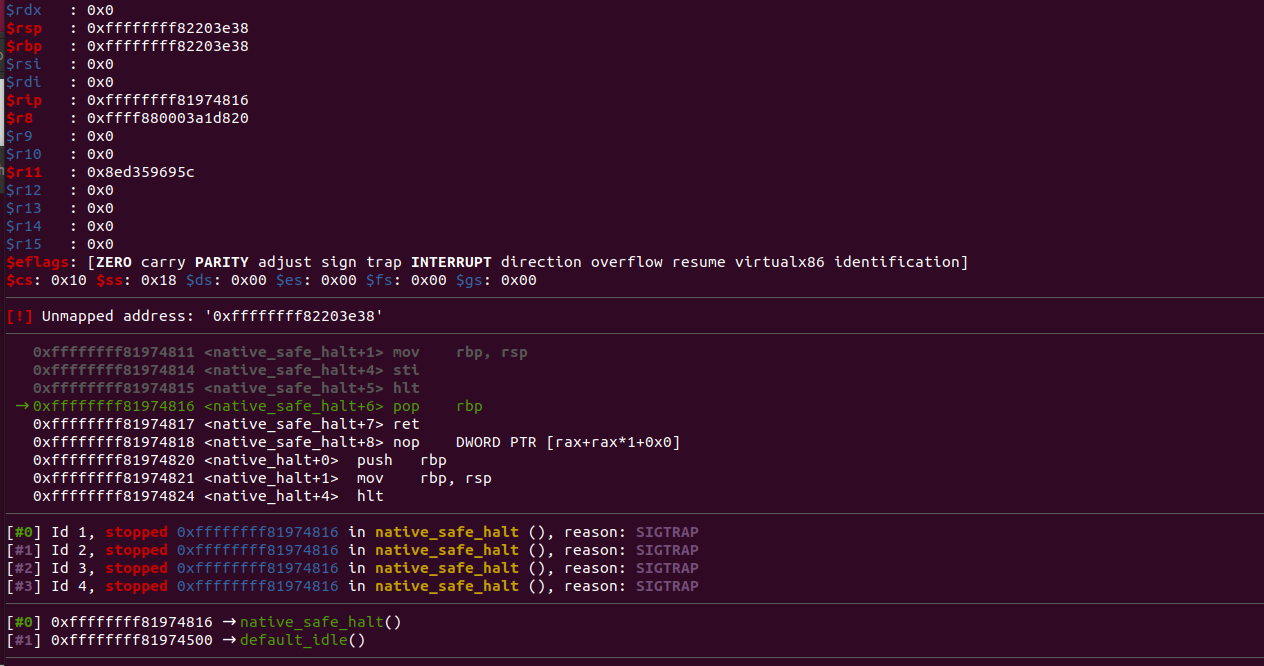 $rdx   : 0x0
$rsp   : 0xffffffff82203e38
$rbp   : 0xffffffff82203e38
$rsi   : 0x0
$rdi   : 0x0
$rip   : 0xffffffff81974816
$r8    : 0xffff880003a1d820
$r9    : 0x0
$r10   : 0x0
$r11   : 0x8ed359695c
$r12   : 0x0
$r13   : 0x0
$r14   : 0x0
$r15   : 0x0
$eflags: [ZERO carry PARITY adjust sign trap INTERRUPT direction overflow resume virtualx86 identification]
$cs: 0x10 $ss: 0x18 $ds: 0x00 $es: 0x00 $fs: 0x00 $gs: 0x00
[!] Unmapped address: '0xffffffff82203e38'
0xffffffff81974811 <native_safe_halt+1> mov    rbp, rsp
0xffffffff81974814 <native_safe_halt+4> sti
0xffffffff81974815 <native_safe_halt+5> hlt
→0xffffffff81974816 <native_safe_halt+6> pop    rbp
0xffffffff81974817 <native_safe_halt+7> ret
0xffffffff81974818 <native_safe_halt+8> nop    DWORD PTR [rax+rax*1+0x0]
0xffffffff81974820 <native_halt+0>  push   rbp
0xffffffff81974821 <native_halt+1>  mov    rbp, rsp
0xffffffff81974824 <native_halt+4>  hlt
[#0] Id 1, stopped 0xffffffff81974816 in native_safe_halt (), reason: SIGTRAP
[#1] Id 2, stopped 0xffffffff81974816 in native_safe_halt (), reason: SIGTRAP
[#2] Id 3, stopped 0xffffffff81974816 in native_safe_halt (), reason: SIGTRAP
[#3] Id 4, stopped 0xffffffff81974816 in native_safe_halt (), reason: SIGTRAP
[#0] 0xffffffff81974816 →native_safe_halt()
[#1] 0xffffffff81974500 →default_idle()